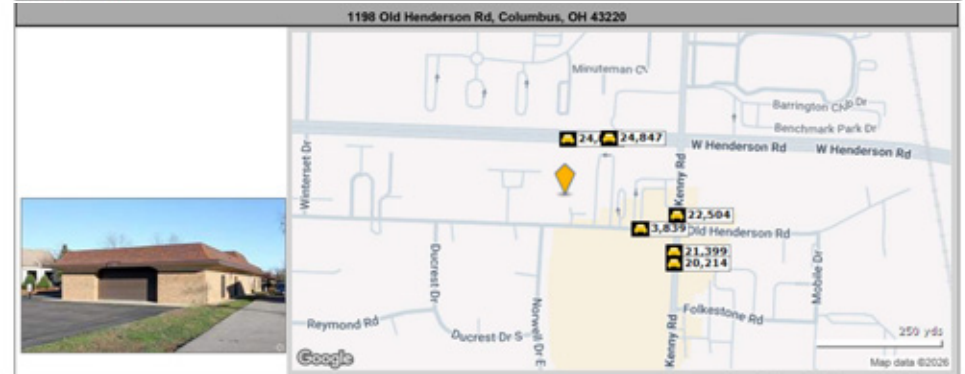 1198 Old Henderson Rd, Columbus, OH 43220
Minuteman
Barrington
Dr
Benchmark Park Dr
24,847
W Henderson Rd
W Henderson Rd
Winterset Dr
Kenny Rd
22,504
3,839
Old Henderson Rd
21,399
20,214
Ducrest Dr
Mobile Dr
Norwell Dr E
Folkestone Rd
Reymond Rd
Ducrest Dr S
Kenny Rd
250 yds
Google
Map data ©2026